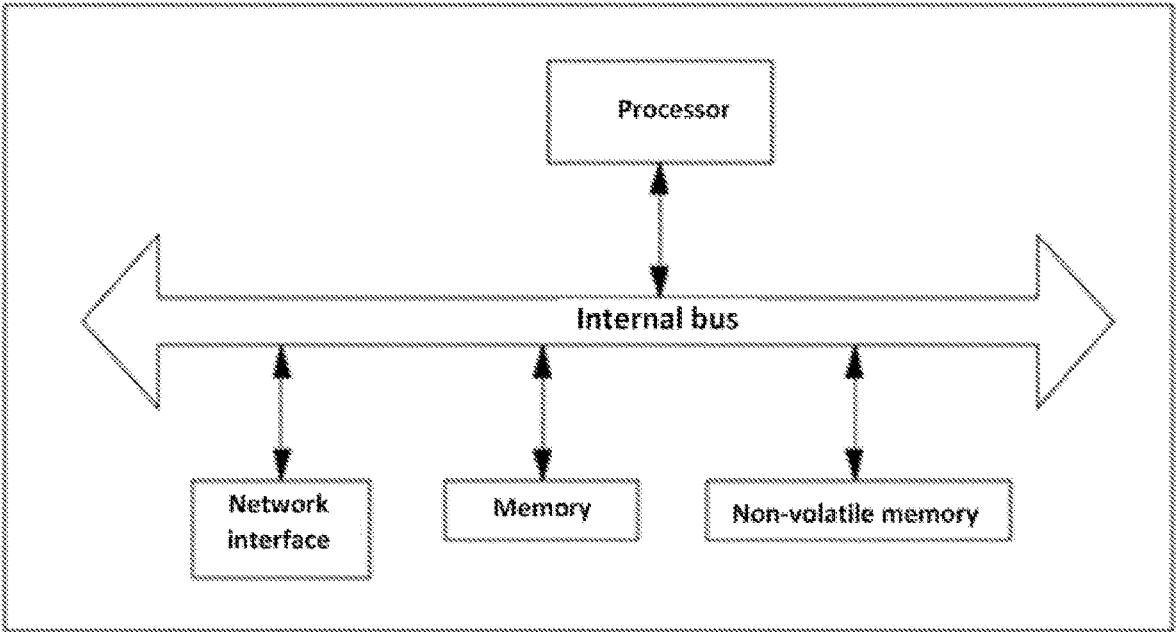 Processor
Internal bus
Network
interface
Memory
Non-volatile memory